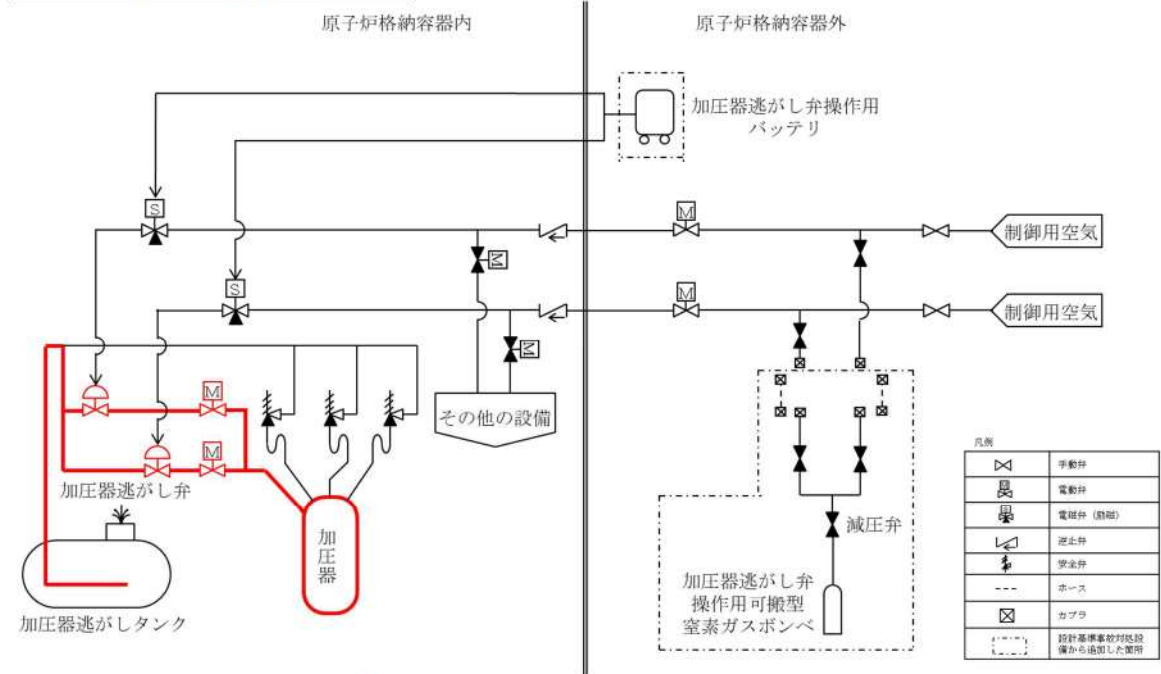 原子炉格納容器内
原子炉格納容器外
加圧器逃がし弁操作用
バッテリ
S
M
制御用空気
M
S
M
制御用空気
M
M
M
その他の設備
加圧器逃がし弁
加圧器
加圧器逃がしタンク
減圧弁
加圧器逃がし弁
操作用可搬型
窒素ガスボンベ
凡例
手動弁
電動弁
電磁弁（励磁）
逆止弁
安全弁
ホース
カプラ
設計基準事故対処設
備から追加した箇所